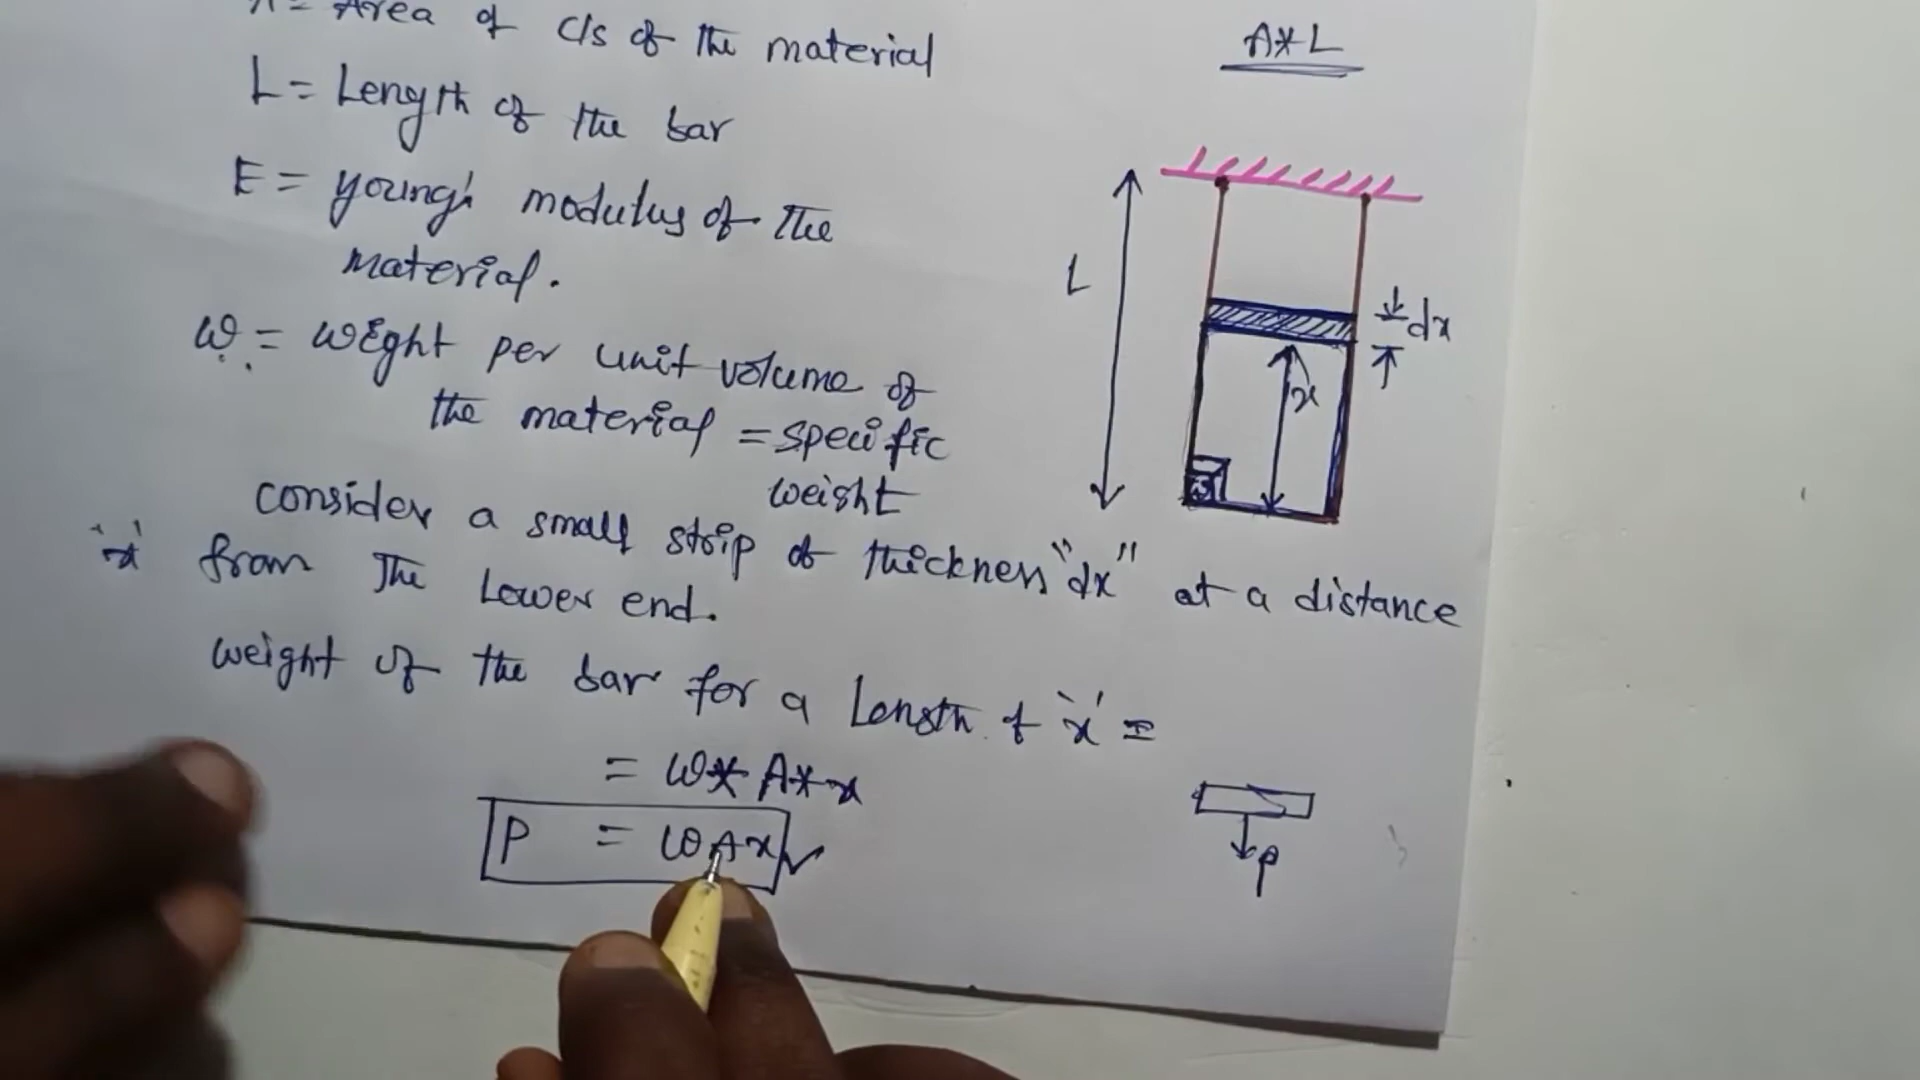 A = Area of c/s of the material
L = Length of the bar
E = young's modulus of the
material.
w = weight per unit volume of
the material = specific
weight
consider a small strip of thickness "dx" at a distance
'x' from the Lower end.
weight of the bar for a Length of 'x' =
= w * A * x
P = wAx
A*L
L
dx
x
P